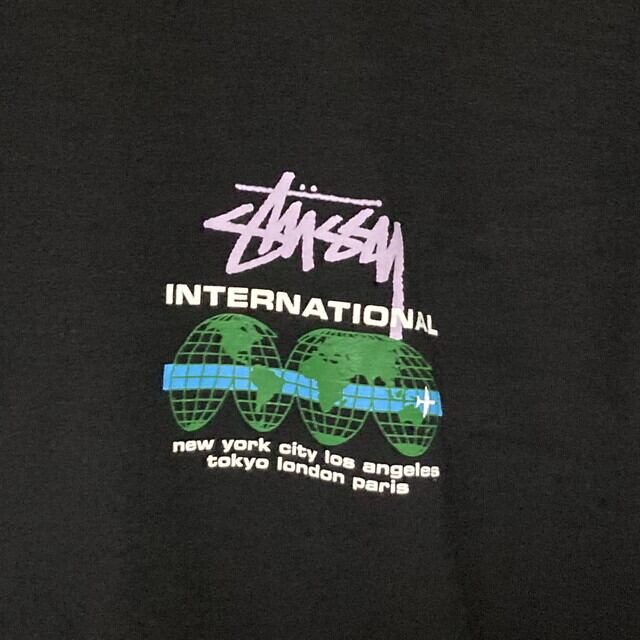 Stüssy
INTERNATIONAL
new york city los angeles
tokyo london paris